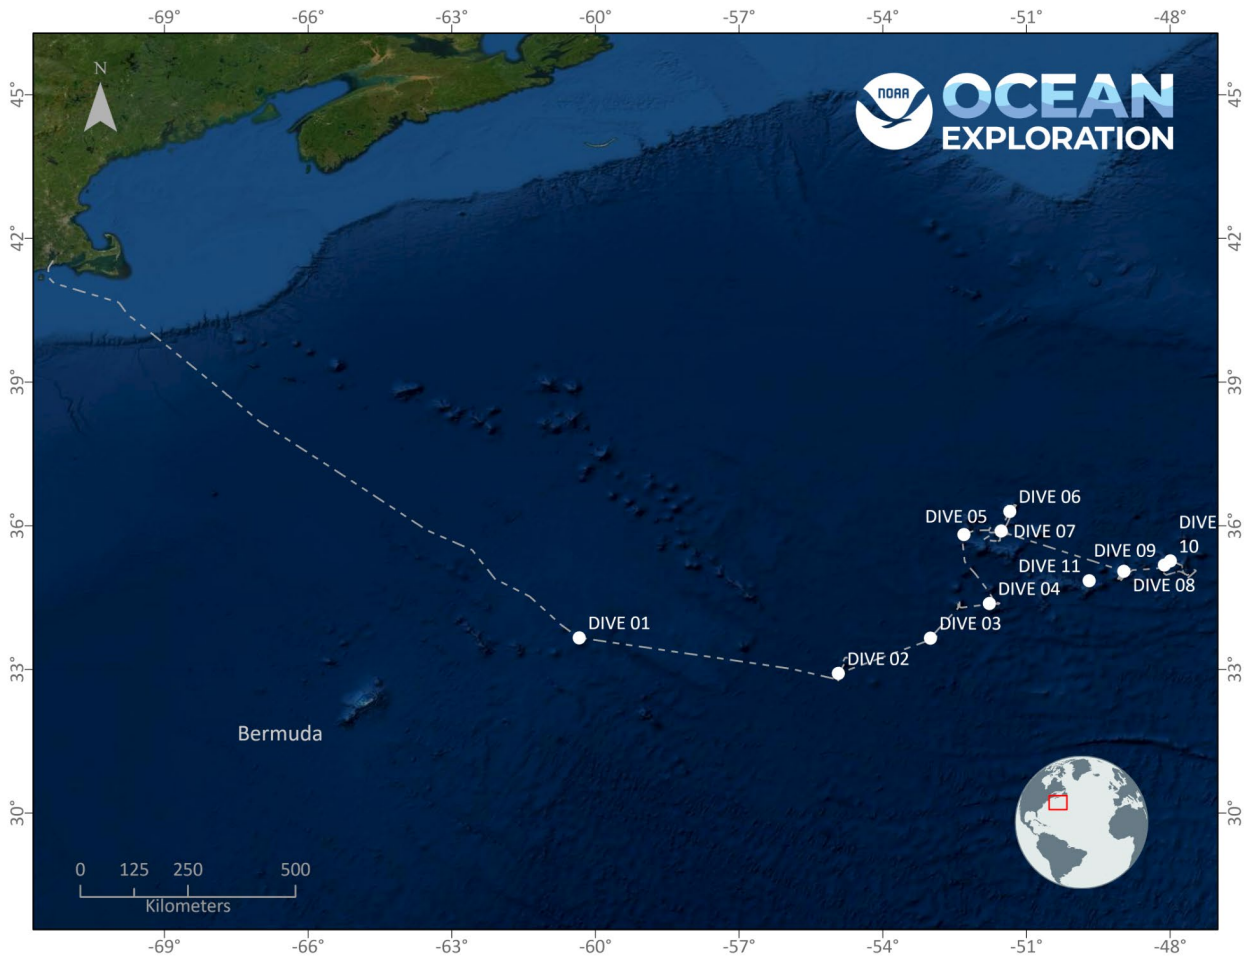 -69° -66° -63° -60° -57° -54° -51° -48°
N
NOAA
OCEAN
EXPLORATION
45° 45°
42° 42°
39° 39°
36° 36°
DIVE 06
DIVE 05
DIVE 07
DIVE
10
DIVE 09
DIVE 11
DIVE 08
DIVE 04
DIVE 01
DIVE 03
DIVE 02
33° 33°
Bermuda
30° 30°
0 125 250 500
Kilometers
-69° -66° -63° -60° -57° -54° -51° -48°